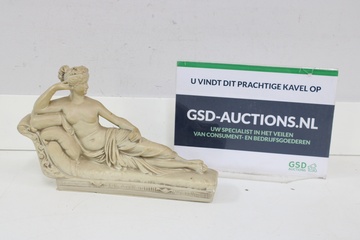 U VINDT DIT PRACHTIGE KAVEL OP
GSD-AUCTIONS.NL
UW SPECIALIST IN HET VEILEN
VAN CONSUMENT- EN BEDRIJFSGOEDEREN
GSD